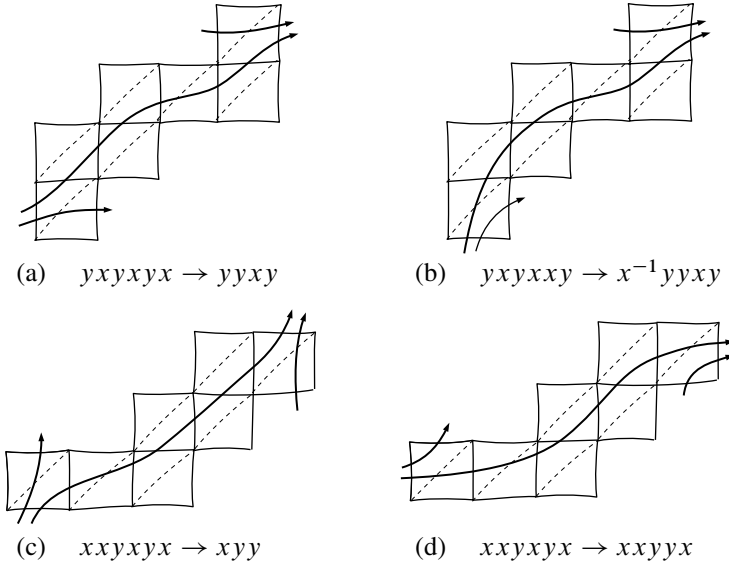 (a) yxyxyx → yyxy
(b) yxyxxy → x⁻¹yyxy
(c) xxyxyx → xyy
(d) xxyxyx → xxyyx